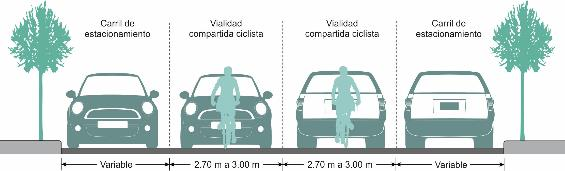 Carril de
estacionamiento
Vialidad
compartida ciclista
Vialidad
compartida ciclista
Carril de
estacionamiento
Variable
2.70 m a 3.00 m
2.70 m a 3.00 m
Variable